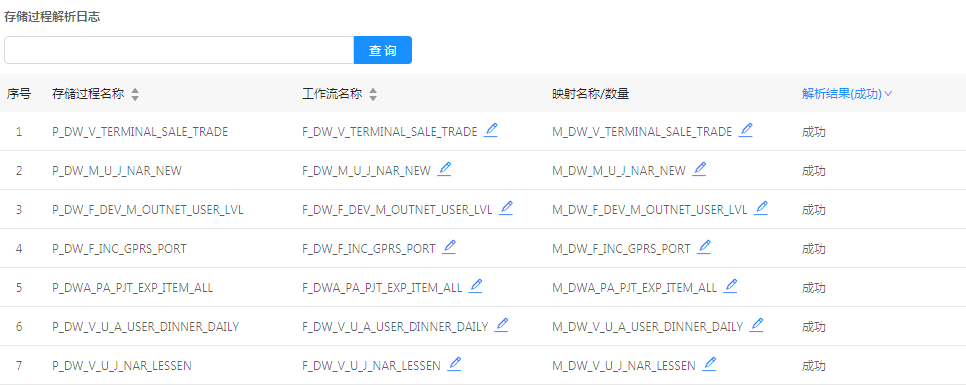 存储过程解析日志
查 询
序号 存储过程名称 工作流名称 映射名称/数量 解析结果(成功)
1 P_DW_V_TERMINAL_SALE_TRADE F_DW_V_TERMINAL_SALE_TRADE M_DW_V_TERMINAL_SALE_TRADE 成功
2 P_DW_M_U_J_NAR_NEW F_DW_M_U_J_NAR_NEW M_DW_M_U_J_NAR_NEW 成功
3 P_DW_F_DEV_M_OUTNET_USER_LVL F_DW_F_DEV_M_OUTNET_USER_LVL M_DW_F_DEV_M_OUTNET_USER_LVL 成功
4 P_DW_F_INC_GPRS_PORT F_DW_F_INC_GPRS_PORT M_DW_F_INC_GPRS_PORT 成功
5 P_DWA_PA_PJT_EXP_ITEM_ALL F_DWA_PA_PJT_EXP_ITEM_ALL M_DWA_PA_PJT_EXP_ITEM_ALL 成功
6 P_DW_V_U_A_USER_DINNER_DAILY F_DW_V_U_A_USER_DINNER_DAILY M_DW_V_U_A_USER_DINNER_DAILY 成功
7 P_DW_V_U_J_NAR_LESSEN F_DW_V_U_J_NAR_LESSEN M_DW_V_U_J_NAR_LESSEN 成功